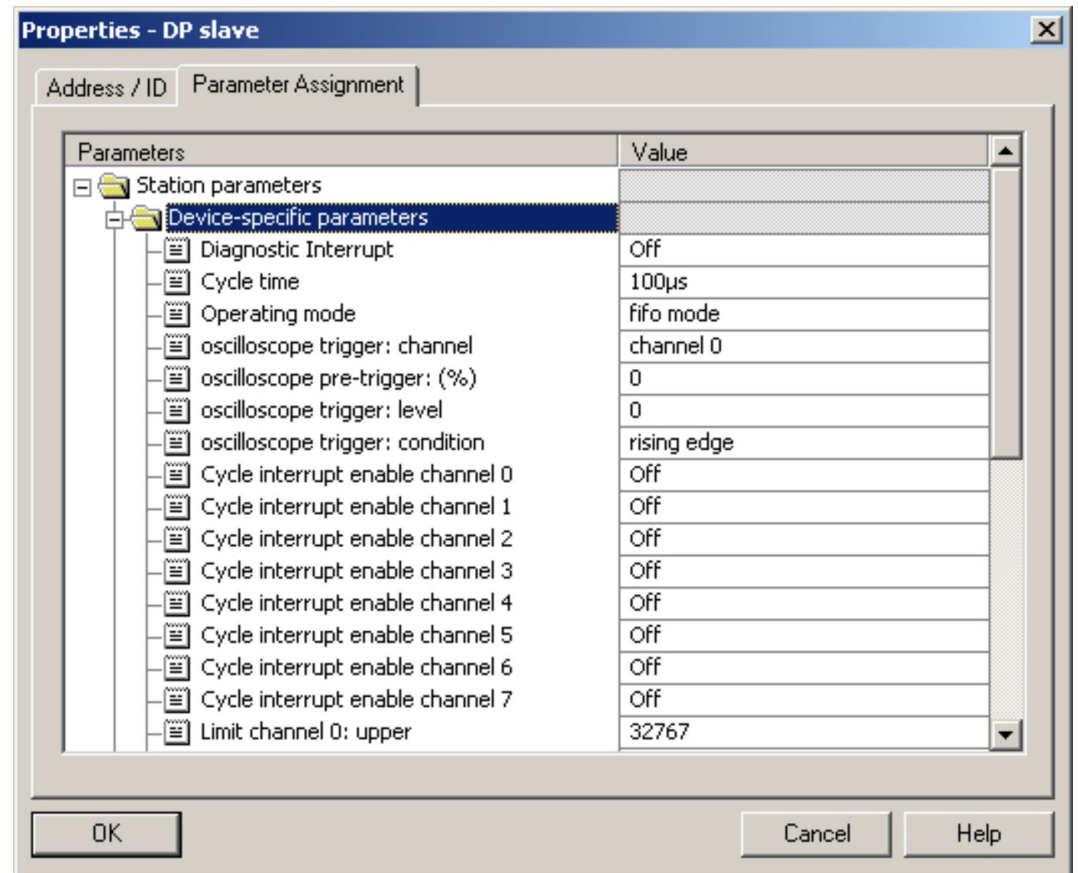 Properties - DP slave
Address / ID Parameter Assignment
Parameters Value
Station parameters
Device-specific parameters
Diagnostic Interrupt Off
Cycle time 100µs
Operating mode fifo mode
oscilloscope trigger: channel channel 0
oscilloscope pre-trigger: (%) 0
oscilloscope trigger: level 0
oscilloscope trigger: condition rising edge
Cycle interrupt enable channel 0 Off
Cycle interrupt enable channel 1 Off
Cycle interrupt enable channel 2 Off
Cycle interrupt enable channel 3 Off
Cycle interrupt enable channel 4 Off
Cycle interrupt enable channel 5 Off
Cycle interrupt enable channel 6 Off
Cycle interrupt enable channel 7 Off
Limit channel 0: upper 32767
OK Cancel Help